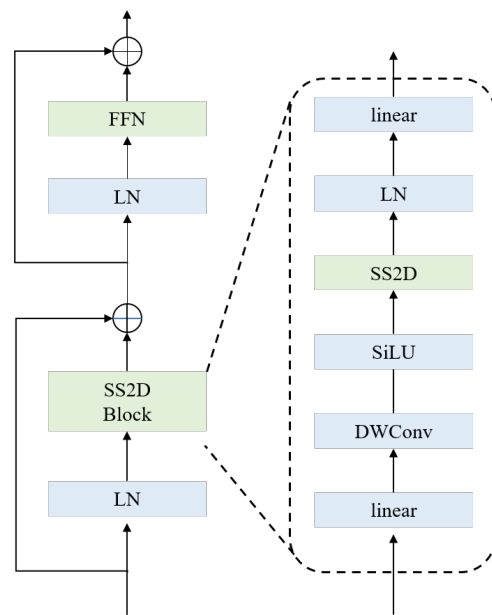 FFN
LN
SS2D
Block
LN
linear
LN
SS2D
SiLU
DWConv
linear